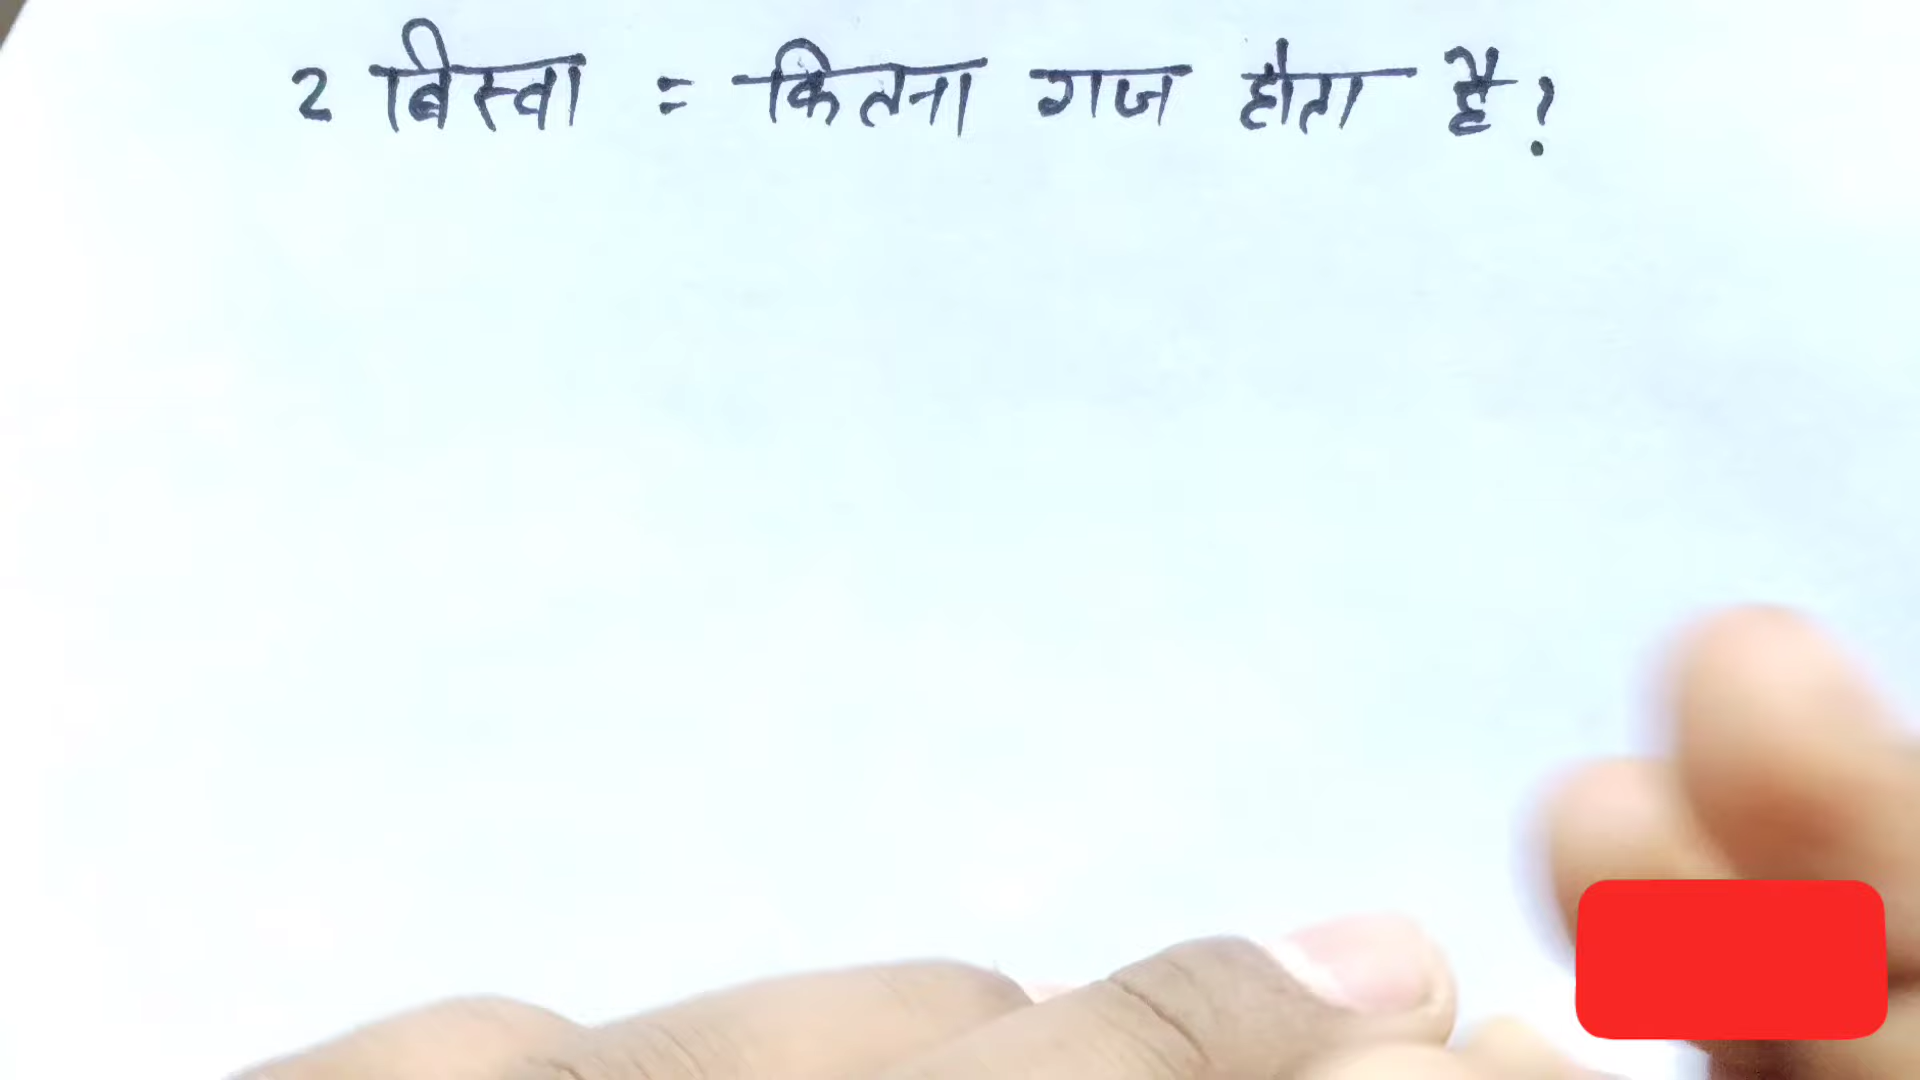 2 बिस्वा = कितना गज होता है?